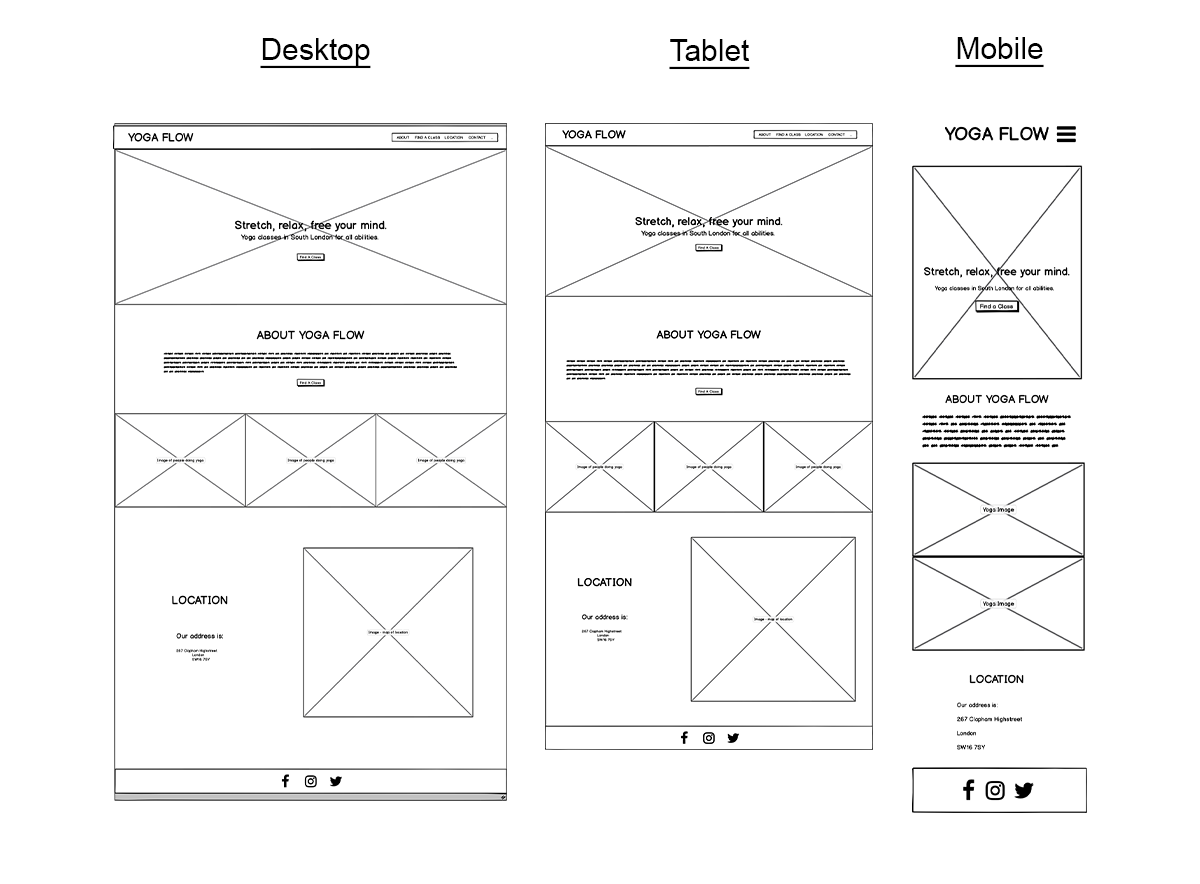 Desktop
YOGA FLOW
ABOUT FIND A CLASS LOCATION CONTACT
Stretch, relax, free your mind.
Yoga classes in South London for all abilities.
Find A Class
ABOUT YOGA FLOW
Find A Class
Image of people doing yoga
Image of people doing yoga
Image of people doing yoga
LOCATION
Our address is:
267 Clapham Highstreet
London
SW16 7SY
Image - map of location
Tablet
YOGA FLOW
ABOUT FIND A CLASS LOCATION CONTACT
Stretch, relax, free your mind.
Yoga classes in South London for all abilities.
Find A Class
ABOUT YOGA FLOW
Find A Class
Image of people doing yoga
Image of people doing yoga
Image of people doing yoga
LOCATION
Our address is:
267 Clapham Highstreet
London
SW16 7SY
Image - map of location
Mobile
YOGA FLOW
Stretch, relax, free your mind.
Yoga classes in South London for all abilities.
Find a Class
ABOUT YOGA FLOW
Yoga Image
Yoga Image
LOCATION
Our address is:
267 Clapham Highstreet
London
SW16 7SY